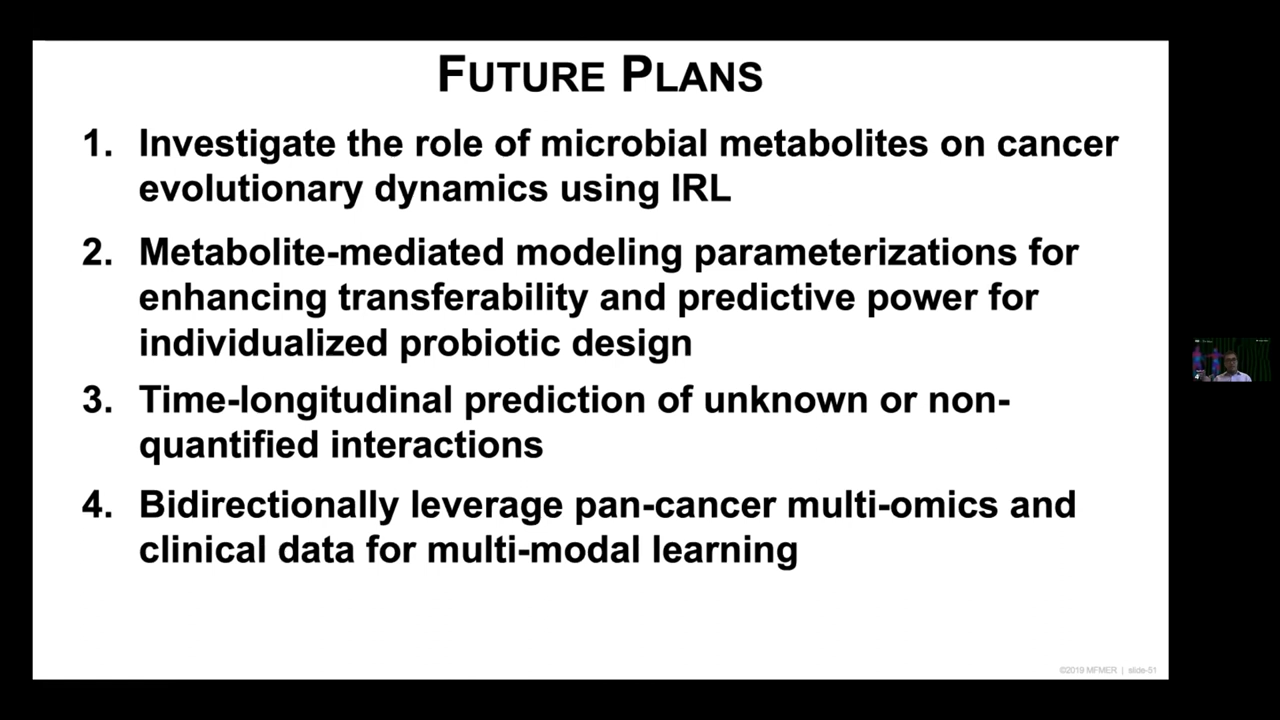 FUTURE PLANS
1. Investigate the role of microbial metabolites on cancer
evolutionary dynamics using IRL
2. Metabolite-mediated modeling parameterizations for
enhancing transferability and predictive power for
individualized probiotic design
3. Time-longitudinal prediction of unknown or non-
quantified interactions
4. Bidirectionally leverage pan-cancer multi-omics and
clinical data for multi-modal learning
©2019 MFMER | slide-51